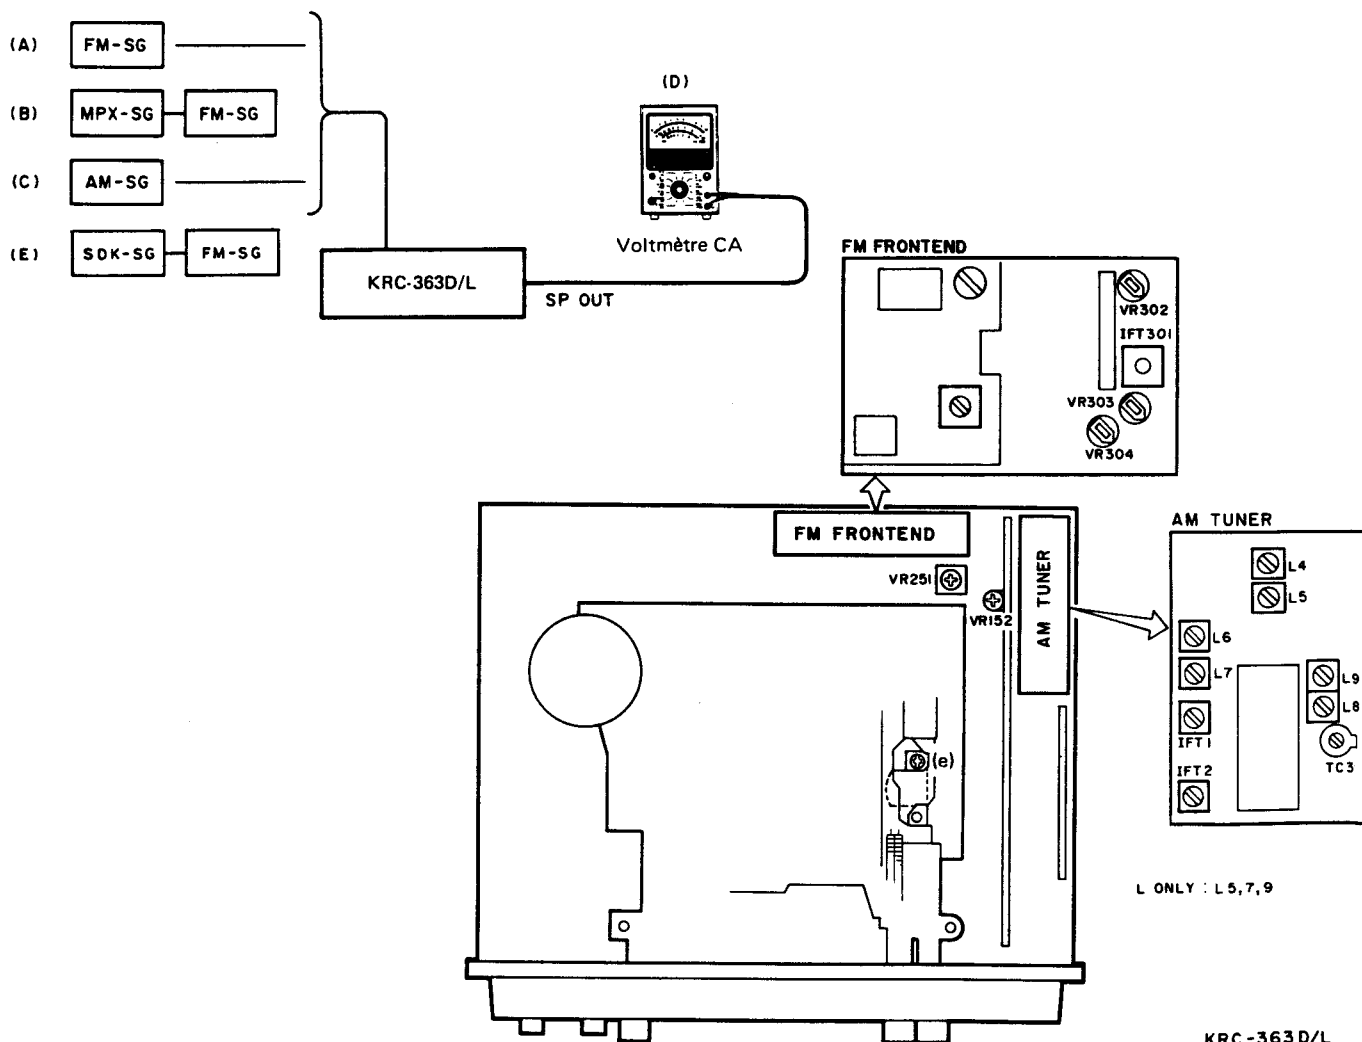 (A) FM-SG
(B) MPX-SG FM-SG
(C) AM-SG
(E) SDK-SG FM-SG
KRC-363D/L
SP OUT
(D)
Voltmètre CA
FM FRONTEND
VR302
IFT301
VR303
VR304
FM FRONTEND
VR251
VR152
AM TUNER
(e)
AM TUNER
L4
L5
L6
L7
L9
L8
IFT1
TC3
IFT2
L ONLY : L5,7,9
KRC-363D/L